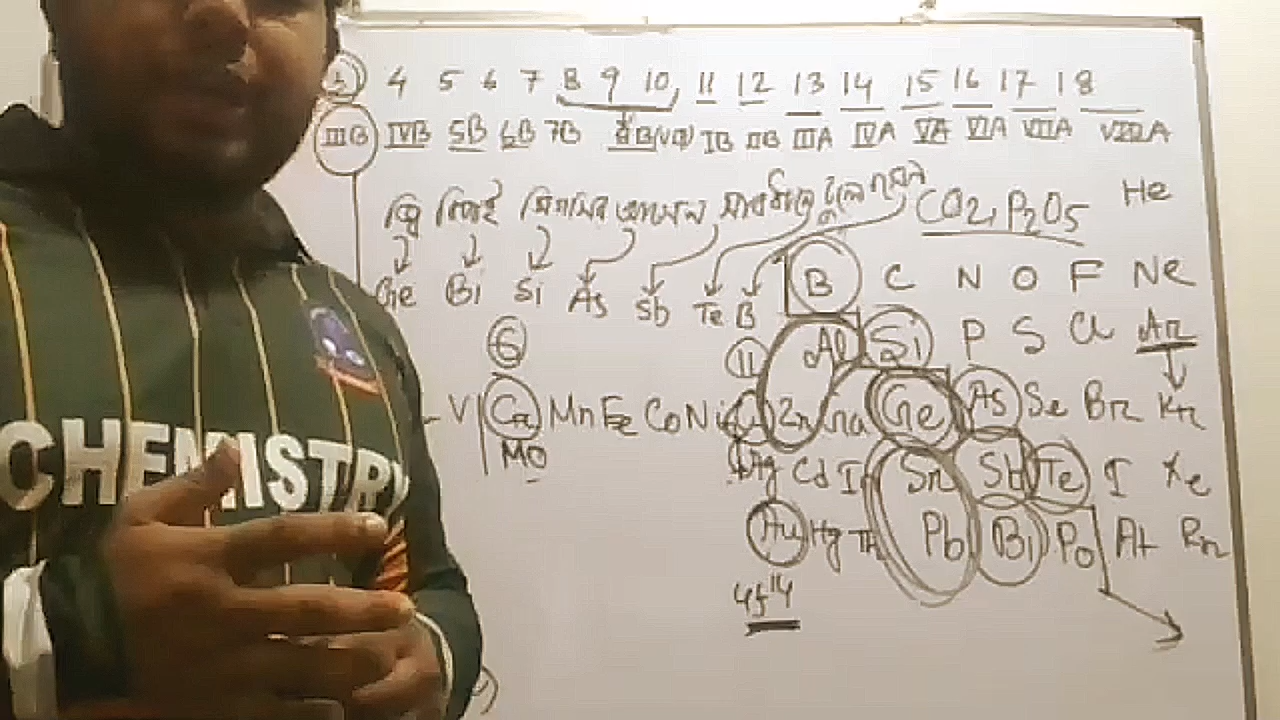 3 4 5 6 7 8 9 10, 11 12 13 14 15 16 17 18
IIIB IVB 5B 6B 7B 8B(VIII) IB IIB IIIA IVA VA VIA VIIA VIIIA
CO2, P2O5 He
Ge Bi Si As Sb Te B
B C N O F Ne
6
11 Al Si P S Cl Ar
V Cr Mn Fe Co Ni Cu Zn Ga Ge As Se Br Kr
Mo Ag Cd In Sn Sb Te I Xe
Au Hg Tl Pb Bi Po At Rn
4f14
CHEMISTRY